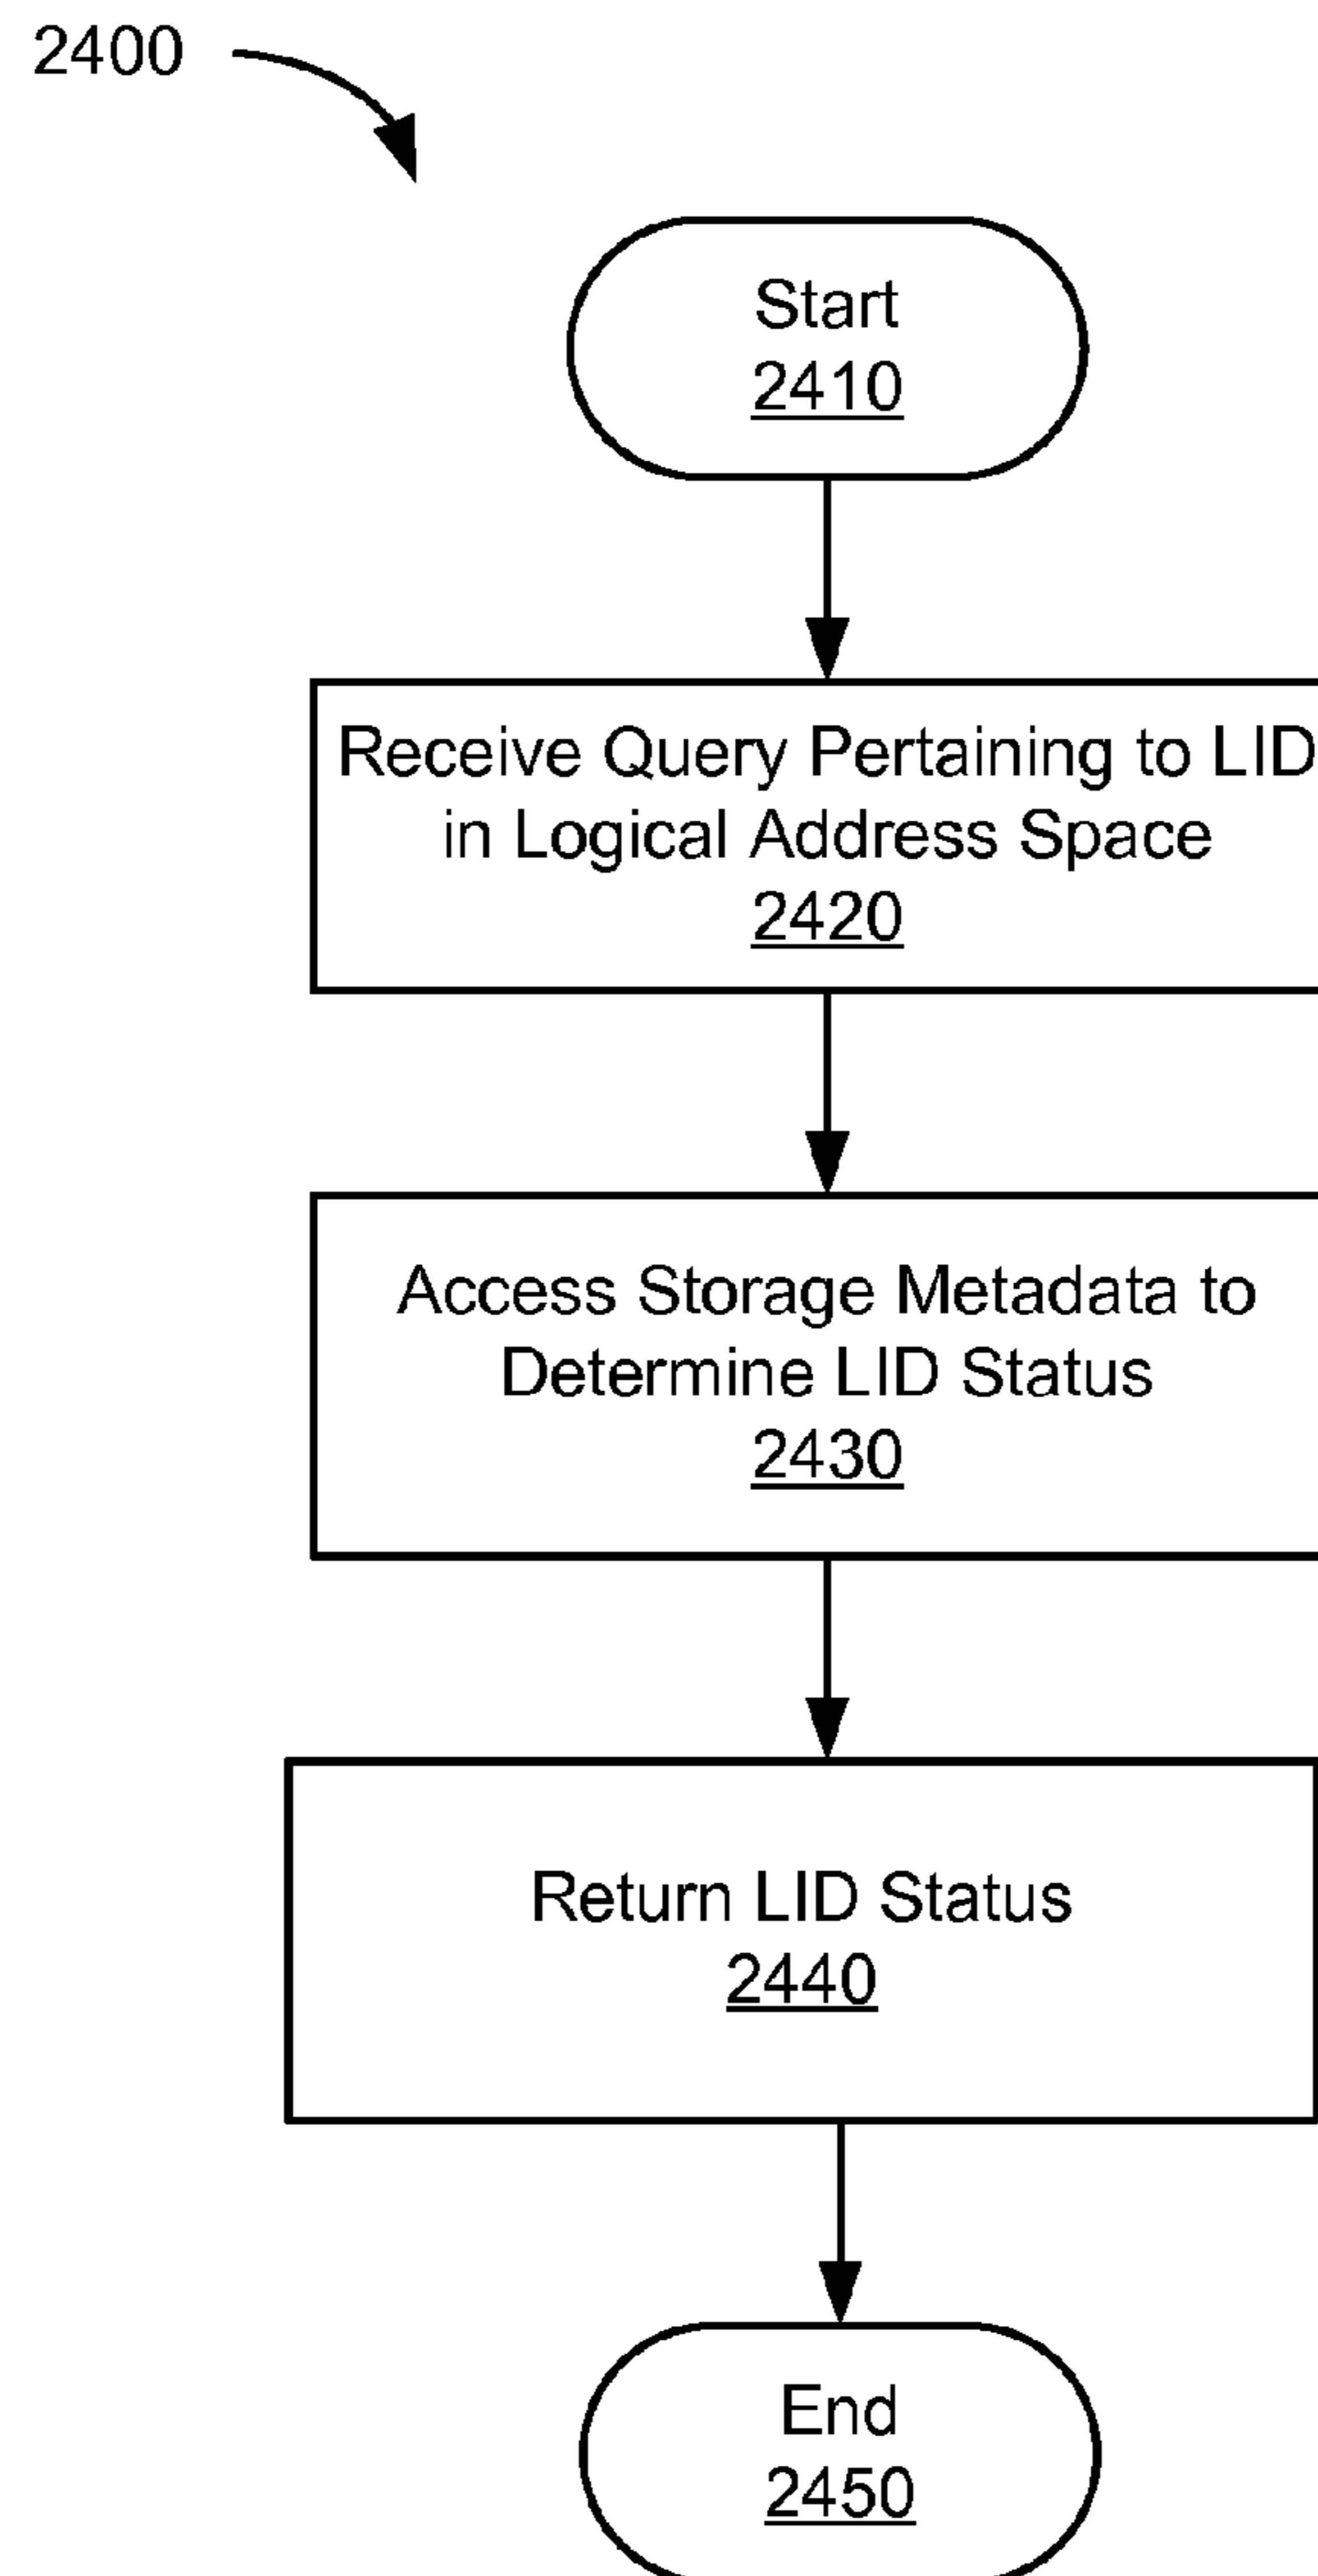 2400
Start
2410
Receive Query Pertaining to LID
in Logical Address Space
2420
Access Storage Metadata to
Determine LID Status
2430
Return LID Status
2440
End
2450